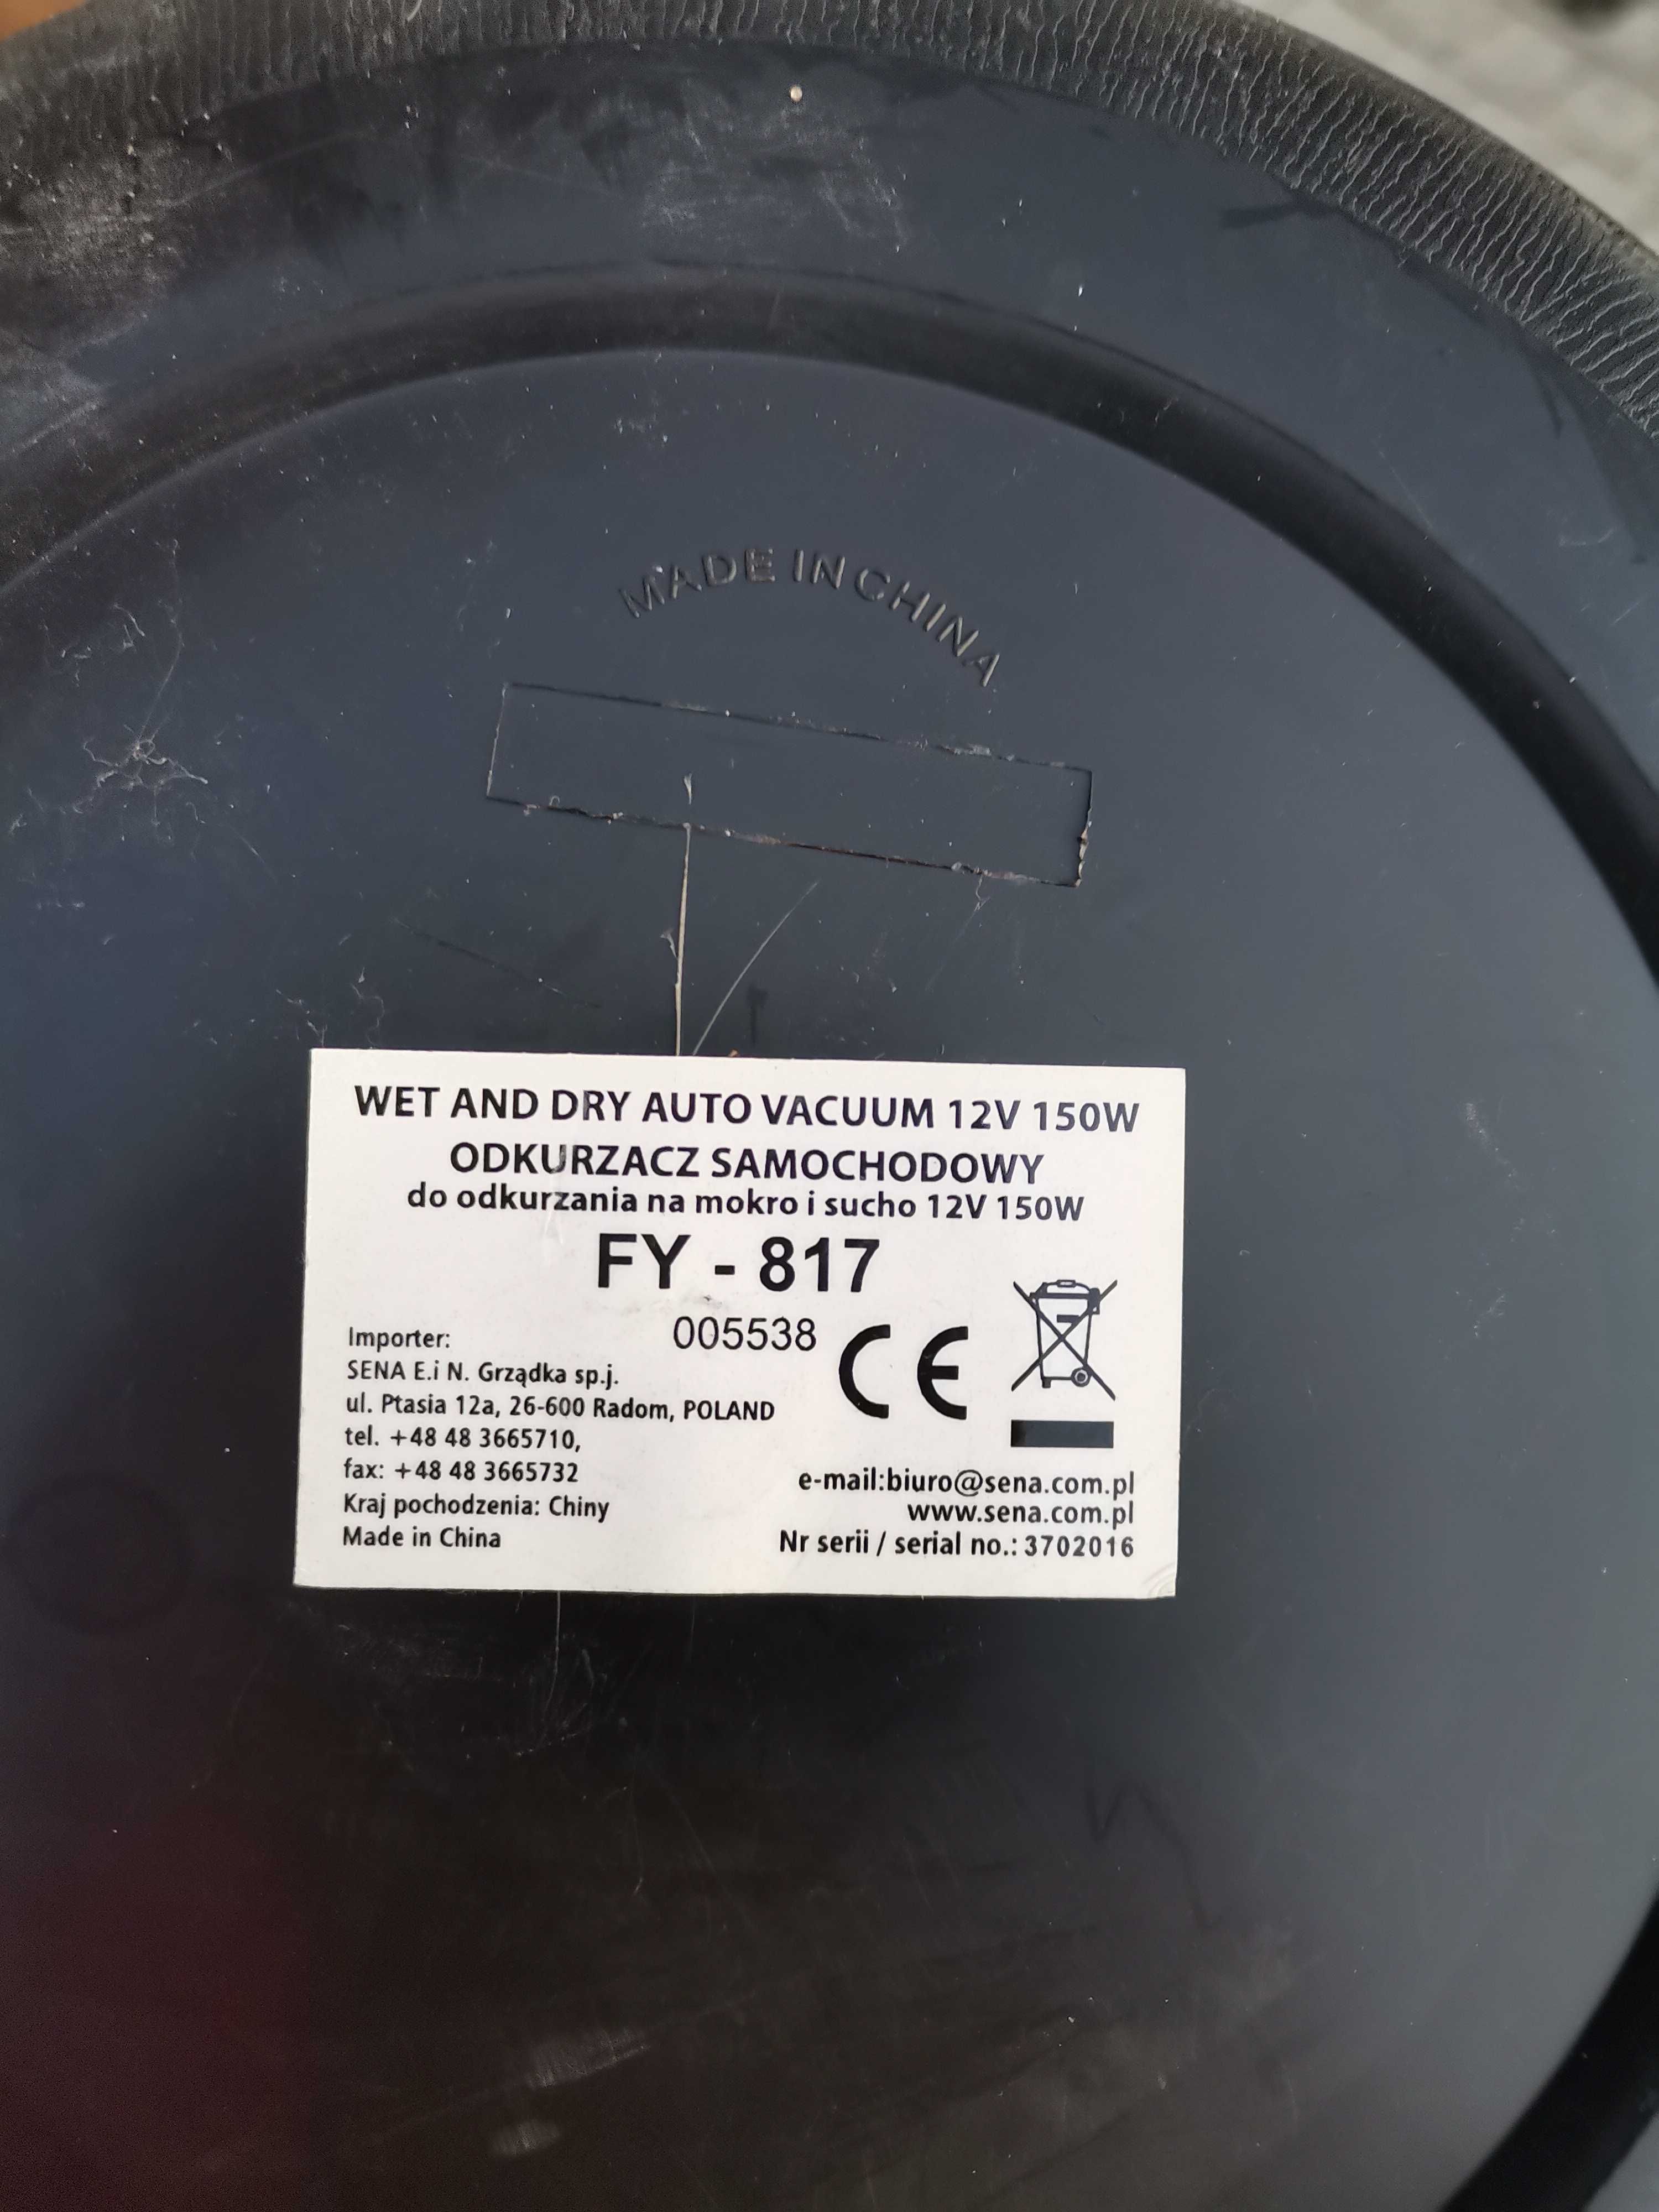 MADE IN CHINA
WET AND DRY AUTO VACUUM 12V 150W
ODKURZACZ SAMOCHODOWY
do odkurzania na mokro i sucho 12V 150W
FY - 817
005538
CE
Importer:
SENA E.i N. Grządka sp.j.
ul. Ptasia 12a, 26-600 Radom, POLAND
tel. +48 48 3665710,
fax: +48 48 3665732
Kraj pochodzenia: Chiny
Made in China
e-mail:biuro@sena.com.pl
www.sena.com.pl
Nr serii / serial no.: 3702016